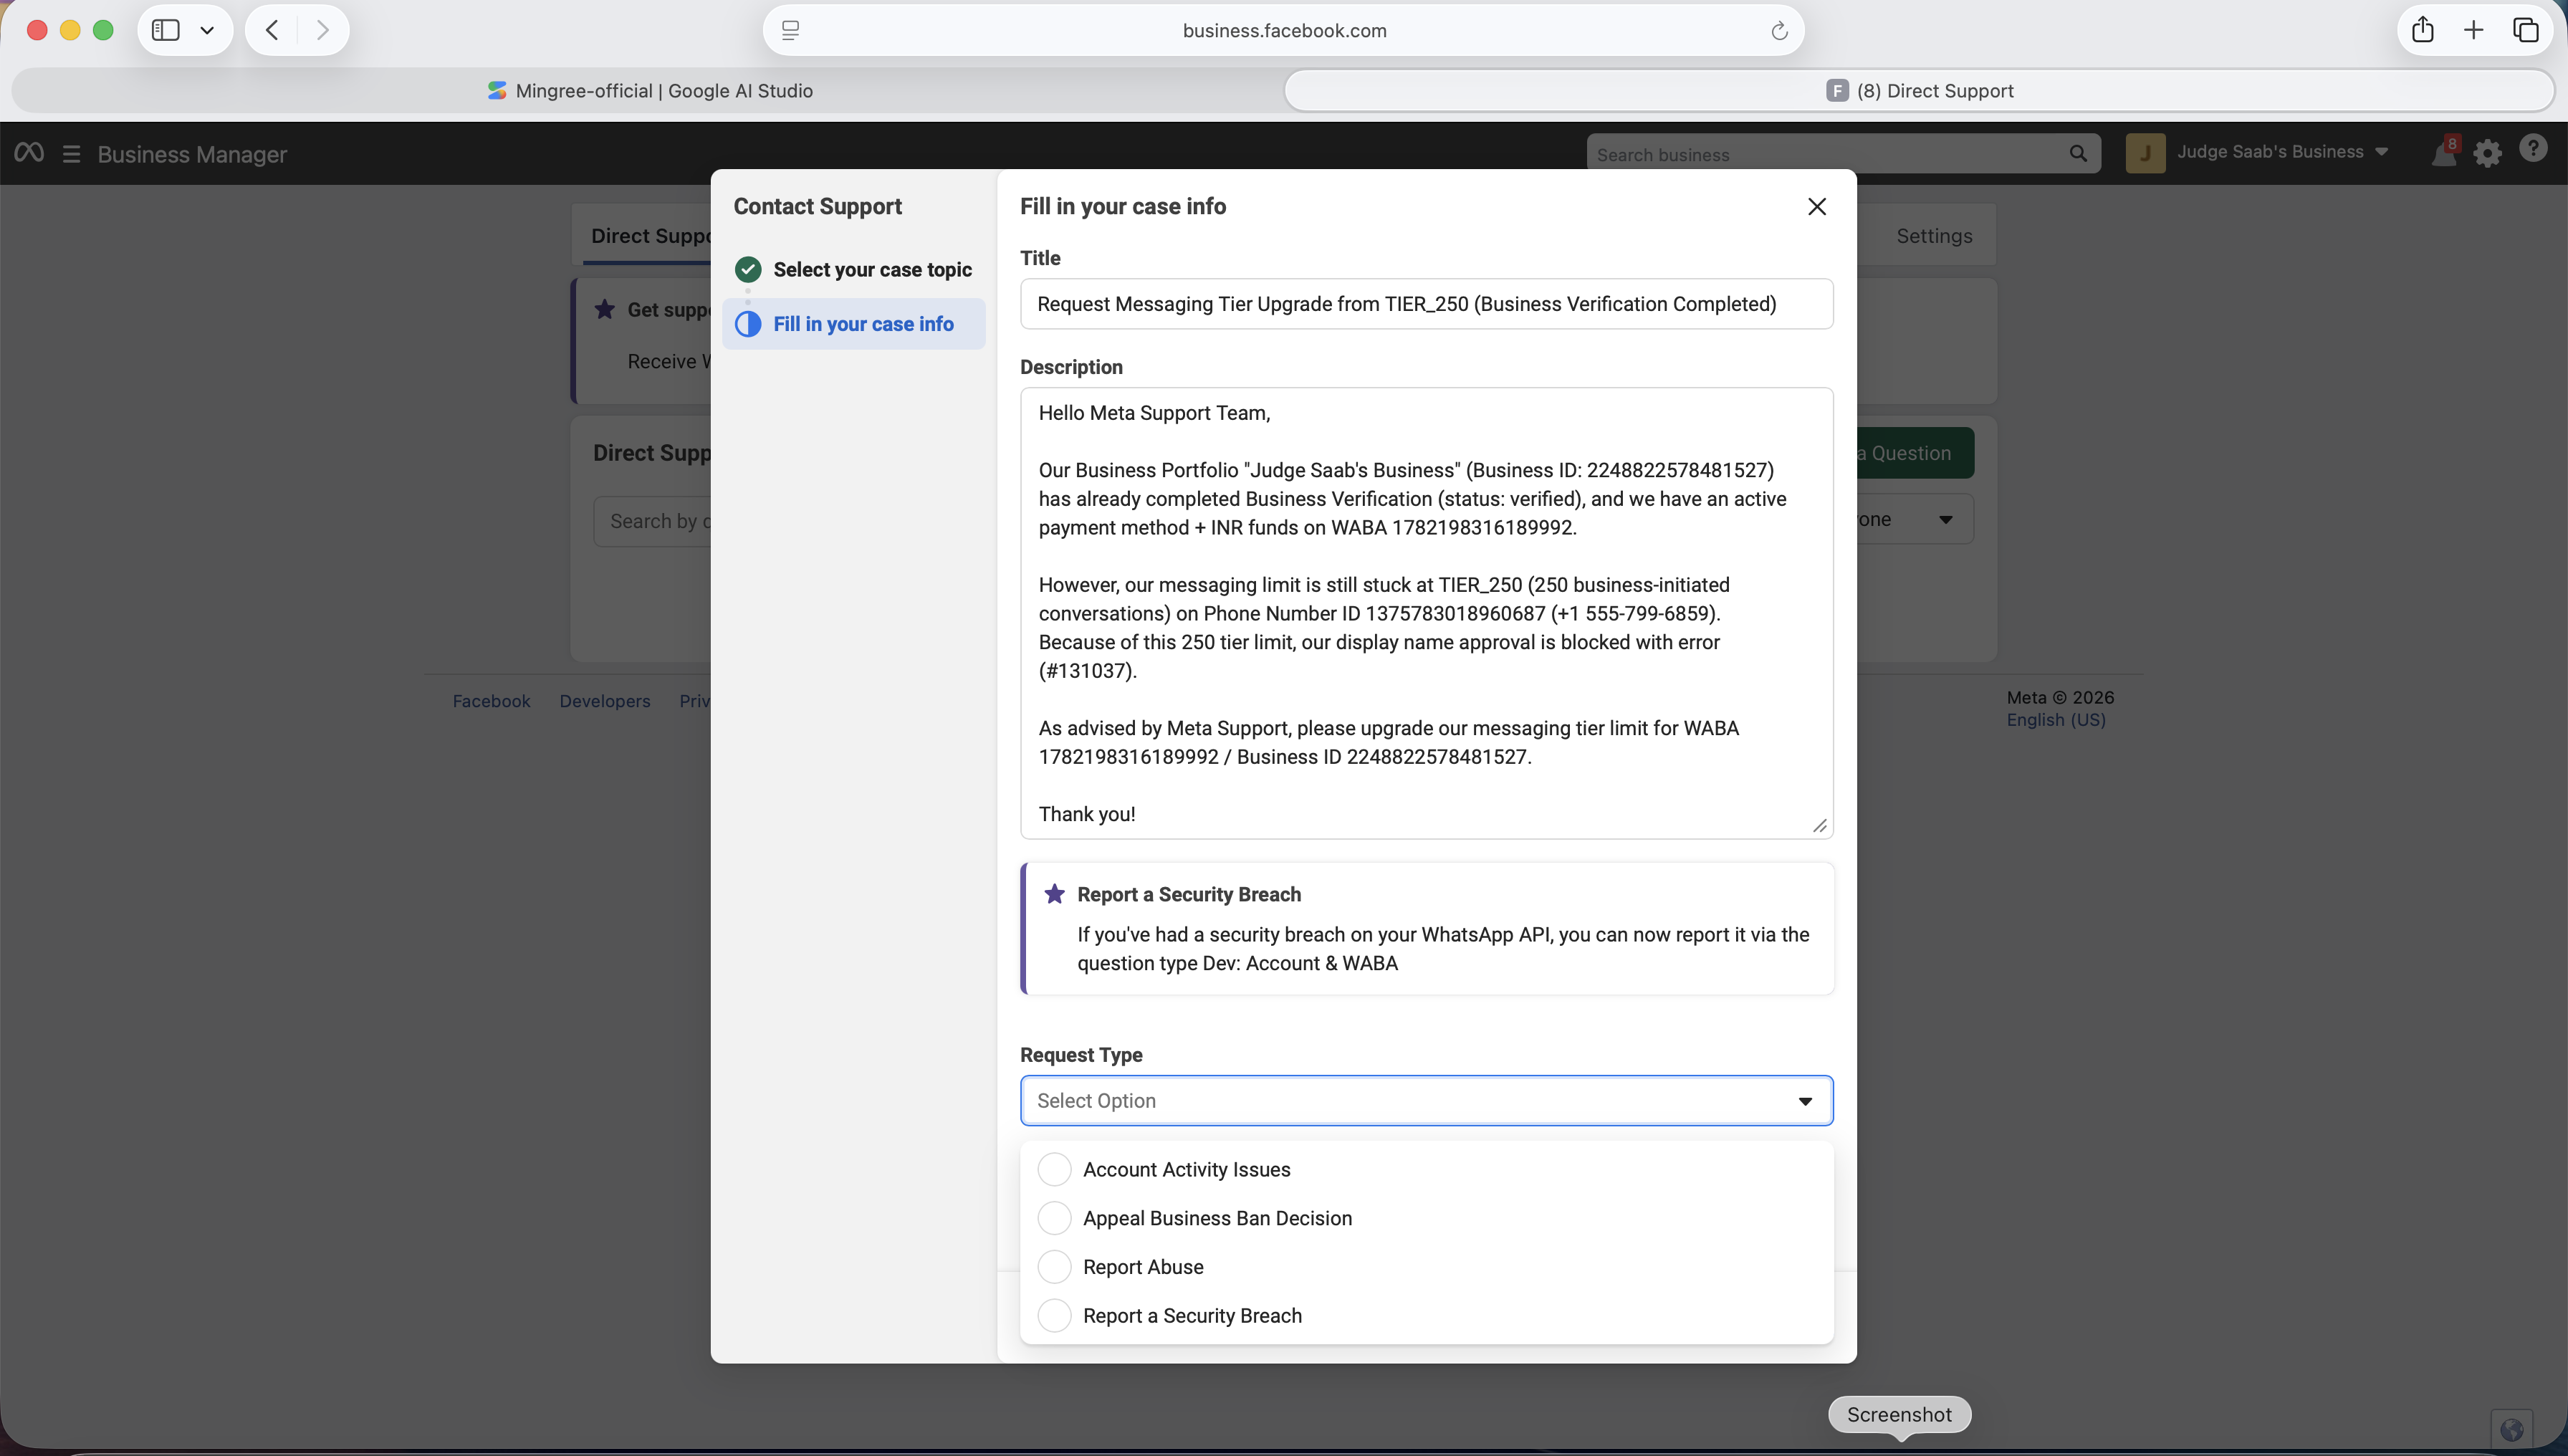 business.facebook.com
Mingree-official | Google AI Studio
F (8) Direct Support
Business Manager
Search business
J
Judge Saab's Business
8
?
Contact Support
Select your case topic
Fill in your case info
Fill in your case info
Title
Request Messaging Tier Upgrade from TIER_250 (Business Verification Completed)
Description
Hello Meta Support Team,
Our Business Portfolio "Judge Saab's Business" (Business ID: 2248822578481527)
has already completed Business Verification (status: verified), and we have an active
payment method + INR funds on WABA 1782198316189992.
However, our messaging limit is still stuck at TIER_250 (250 business-initiated
conversations) on Phone Number ID 1375783018960687 (+1 555-799-6859).
Because of this 250 tier limit, our display name approval is blocked with error
(#131037).
As advised by Meta Support, please upgrade our messaging tier limit for WABA
1782198316189992 / Business ID 2248822578481527.
Thank you!
Report a Security Breach
If you've had a security breach on your WhatsApp API, you can now report it via the
question type Dev: Account & WABA
Request Type
Select Option
Account Activity Issues
Appeal Business Ban Decision
Report Abuse
Report a Security Breach
Direct Suppo
Settings
Get suppo
Receive W
Direct Supp
a Question
Search by c
one
Facebook
Developers
Priv
Meta © 2026
English (US)
Screenshot